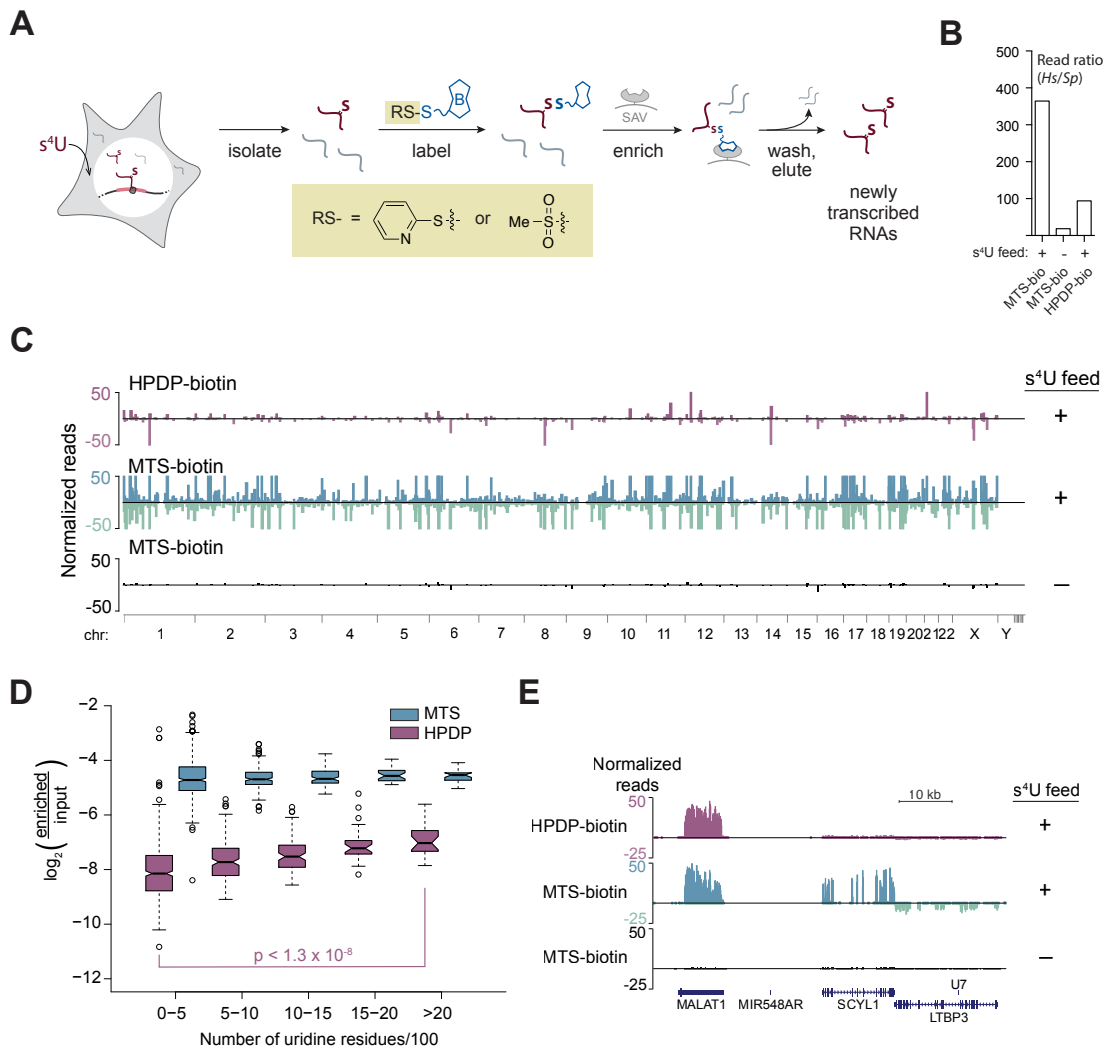 A
s⁴U
s
s
isolate
S
label
RS-S
B
S S
enrich
SAV
s s
wash,
elute
S
S
newly
transcribed
RNAs
RS- =
N
S
or
Me
S
O
O
B
500
400
300
200
100
Read ratio
(Hs/Sp)
s⁴U feed: + - +
MTS-bio
MTS-bio
HPDP-bio
C
s⁴U feed
Normalized reads
HPDP-biotin
50
-50
+
MTS-biotin
50
-50
+
MTS-biotin
50
-50
−
chr: 1 2 3 4 5 6 7 8 9 10 11 12 13 14 15 16 17 18 19 20 21 22 X Y
D
log₂(enriched/input)
−2
−4
−6
−8
−10
−12
MTS
HPDP
p < 1.3 x 10⁻⁸
0−5 5−10 10−15 15−20 >20
Number of uridine residues/100
E
Normalized
reads
10 kb
s⁴U feed
HPDP-biotin
50
-25
+
MTS-biotin
50
-25
+
MTS-biotin
50
-25
−
U7
MALAT1 MIR548AR SCYL1
LTBP3